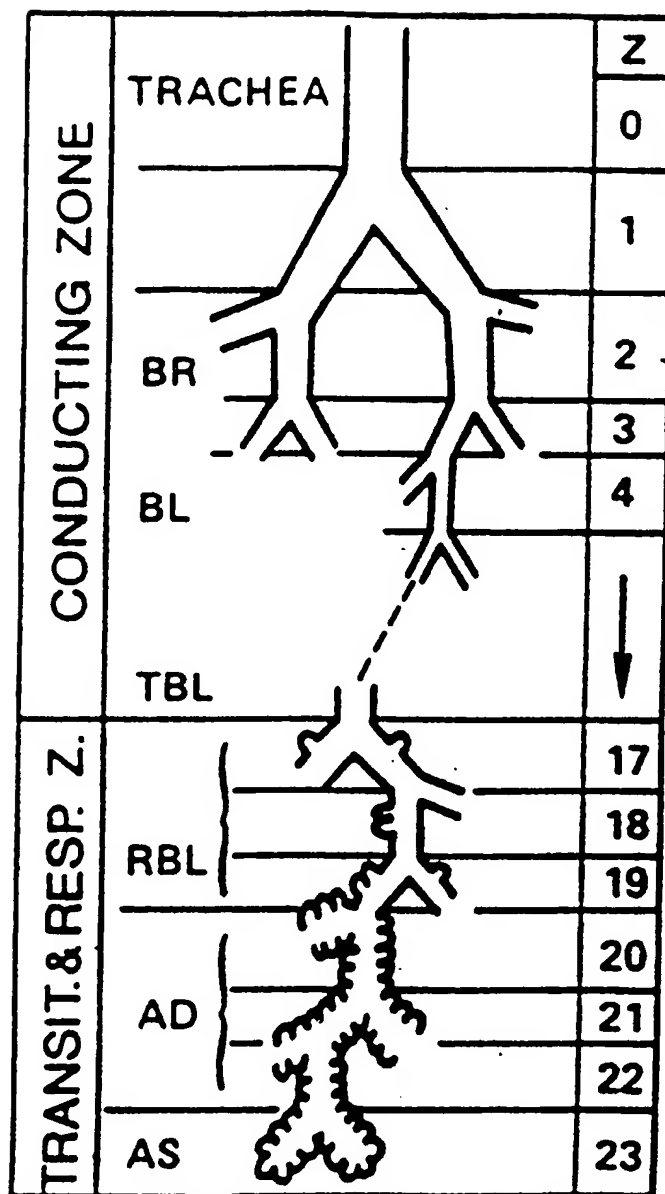 CONDUCTING ZONE
TRANSIT.& RESP. Z.
Z
TRACHEA
0
1
BR
2
3
BL
4
TBL
17
RBL
18
19
20
AD
21
22
AS
23